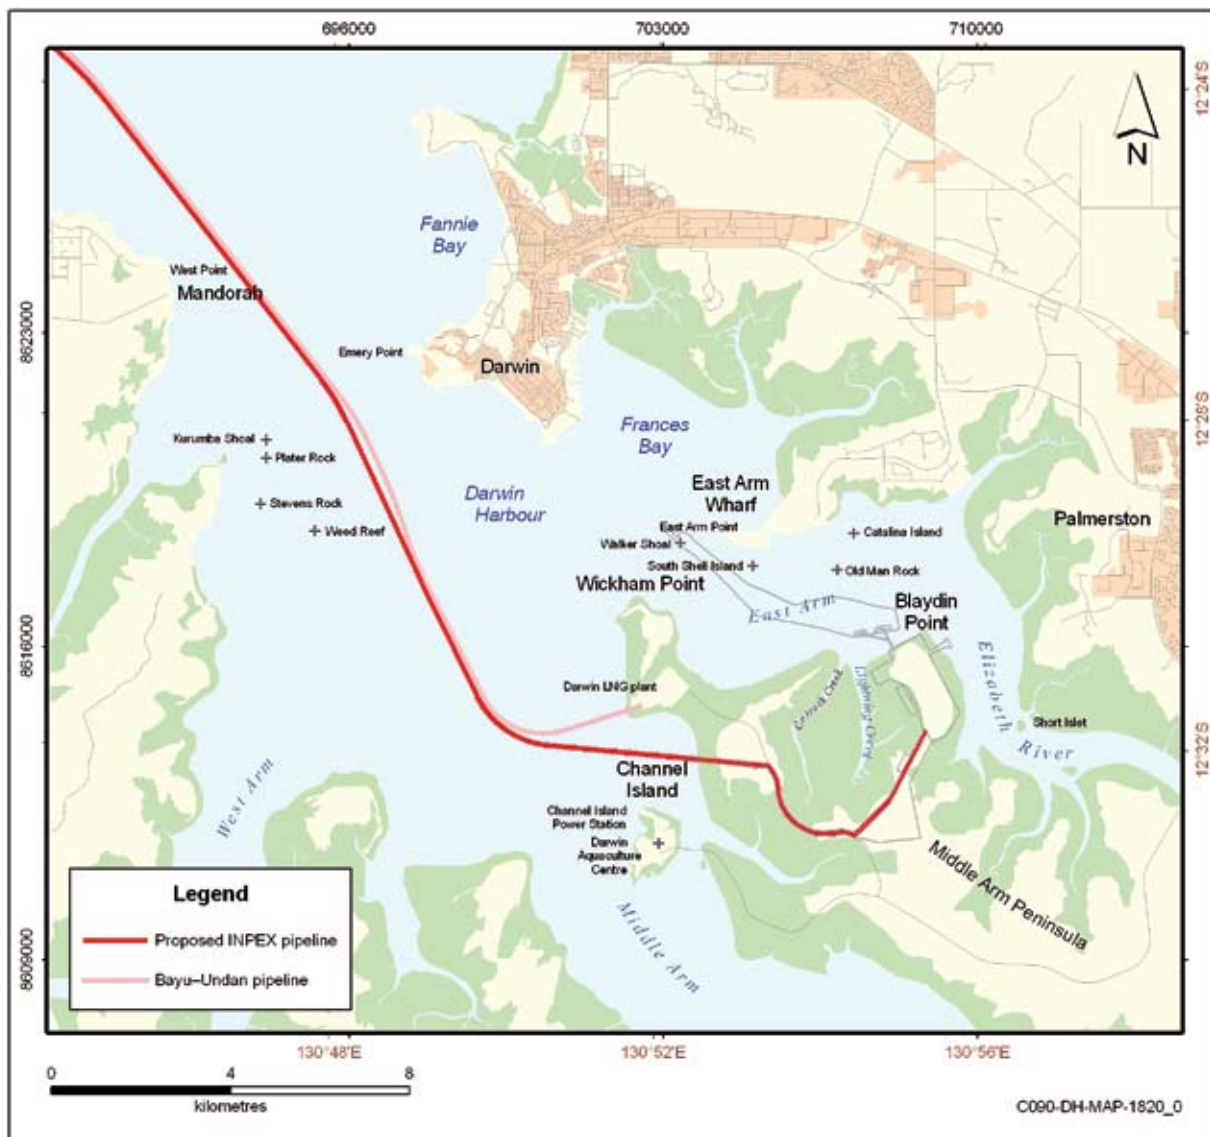 696000
703000
710000
12°24'S
N
Fannie
Bay
West Point
Mandorah
8623000
Emery Point
Darwin
12°28'S
Frances
Bay
Kurumba Shoal
Plater Rock
East Arm
Wharf
Darwin
Harbour
Stevens Rock
Weed Reef
East Arm Point
Walker Shoal
Catalina Island
Palmerston
South Shell Island
Old Man Rock
Wickham Point
East Arm
Blaydin
Point
8616000
Elizabeth
River
Darwin LNG plant
Lightning Creek
Short Islet
12°32'S
Channel
Island
West Arm
Channel Island
Power Station
Darwin
Aquaculture
Centre
Middle Arm Peninsula
Middle Arm
Legend
Proposed INPEX pipeline
Bayu–Undan pipeline
8609000
130°48'E
130°52'E
130°56'E
0
4
8
kilometres
C090-DH-MAP-1820_0